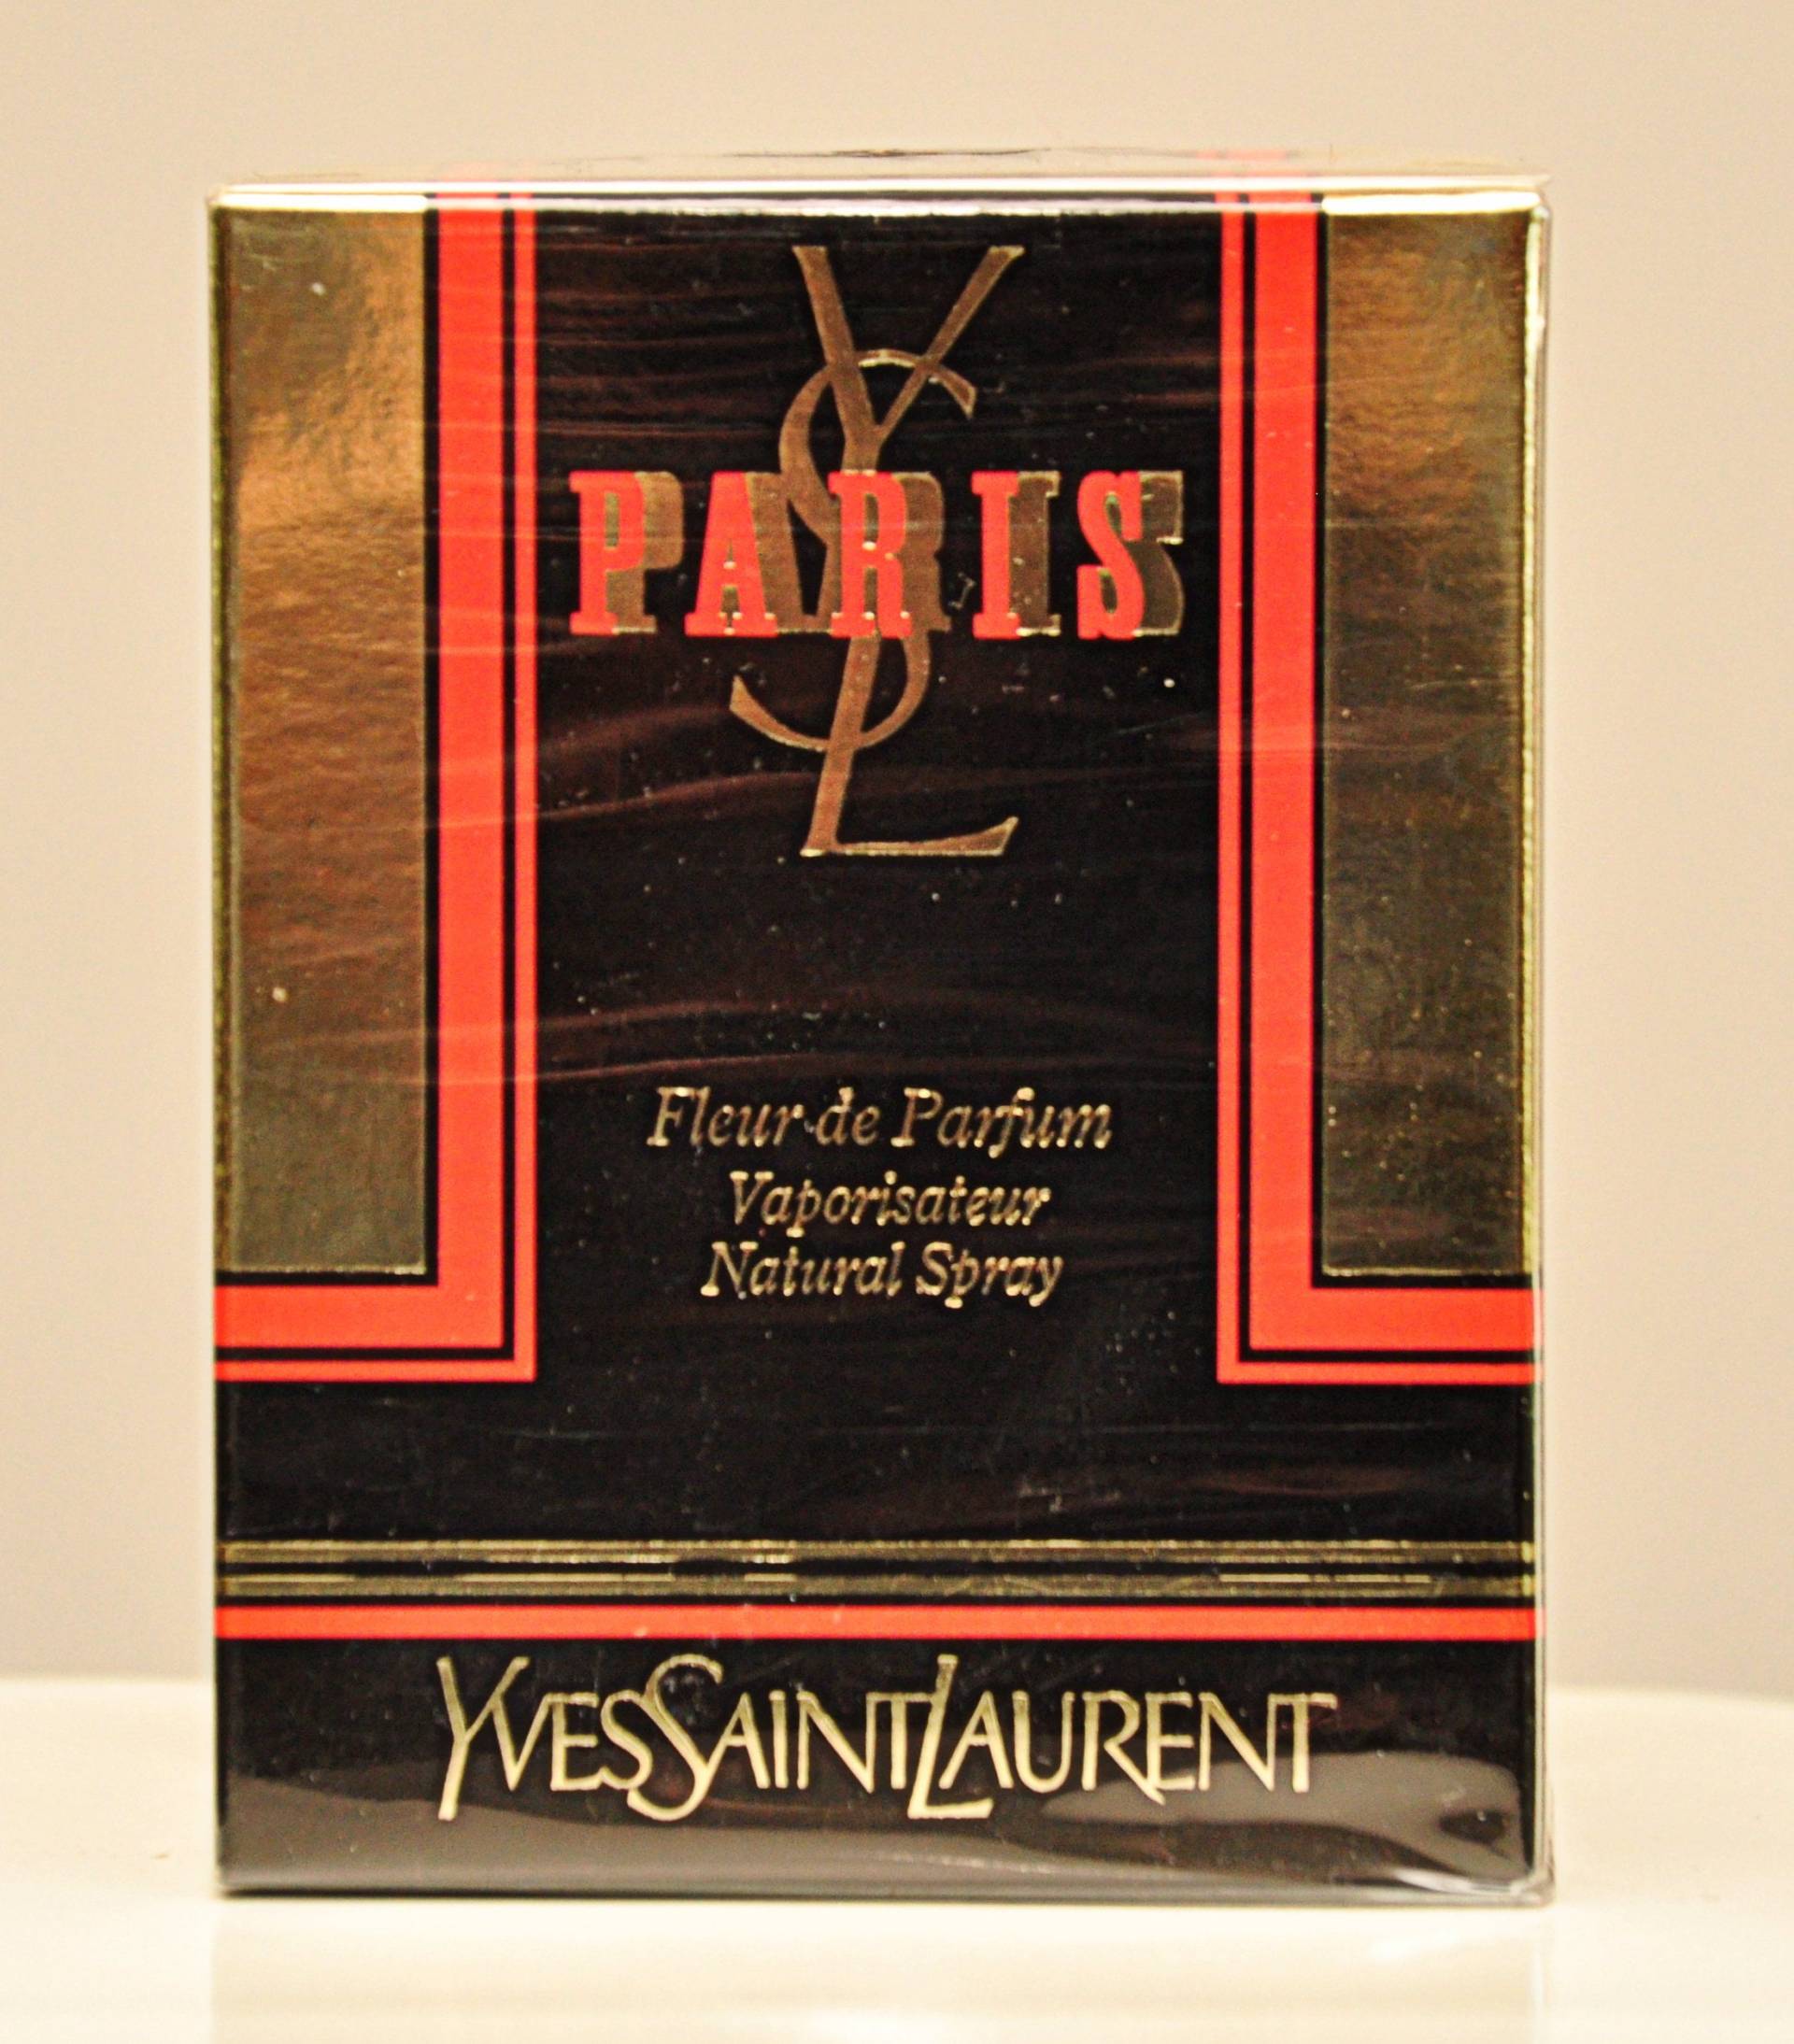 YSL
PARIS
Fleur de Parfum
Vaporisateur
Natural Spray
YVESSAINTLAURENT